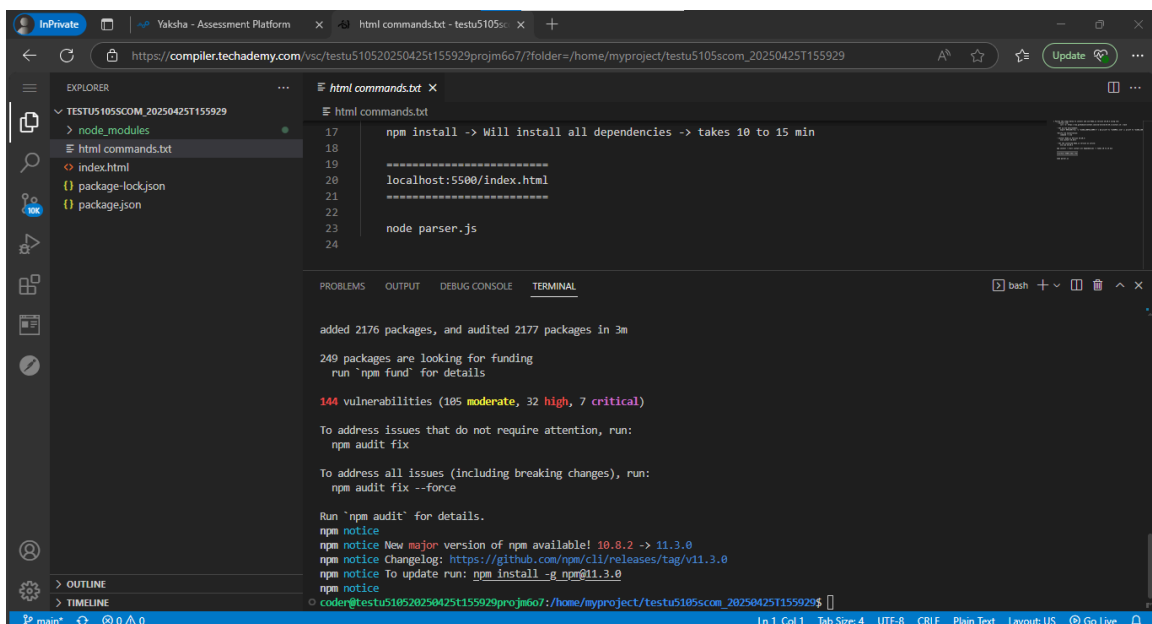 InPrivate
Yaksha - Assessment Platform
html commands.txt - testu5105sc
https://compiler.techademy.com/vsc/testu510520250425t155929projm6o7/?folder=/home/myproject/testu5105scom_20250425T155929
Update
EXPLORER
TESTU5105SCOM_20250425T155929
node_modules
html commands.txt
index.html
package-lock.json
package.json
10K
OUTLINE
TIMELINE
html commands.txt
html commands.txt
17 npm install -> Will install all dependencies -> takes 10 to 15 min
18
19 =========================
20 localhost:5500/index.html
21 =========================
22
23 node parser.js
24
PROBLEMS OUTPUT DEBUG CONSOLE TERMINAL
bash
added 2176 packages, and audited 2177 packages in 3m
249 packages are looking for funding
run `npm fund` for details
144 vulnerabilities (105 moderate, 32 high, 7 critical)
To address issues that do not require attention, run:
npm audit fix
To address all issues (including breaking changes), run:
npm audit fix --force
Run `npm audit` for details.
npm notice
npm notice New major version of npm available! 10.8.2 -> 11.3.0
npm notice Changelog: https://github.com/npm/cli/releases/tag/v11.3.0
npm notice To update run: npm install -g npm@11.3.0
npm notice
coder@testu510520250425t155929projm6o7:/home/myproject/testu5105scom_20250425T155929$
main* 0 0 Ln 1, Col 1 Tab Size: 4 UTF-8 CRLF Plain Text Layout: US Go Live